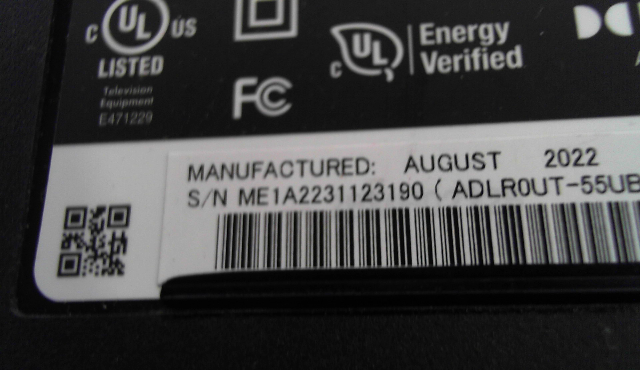 C UL US
LISTED
Television
Equipment
E471229
FC
C UL
Energy
Verified
MANUFACTURED: AUGUST 2022
S/N ME1A2231123190 ( ADLR0UT-55UB